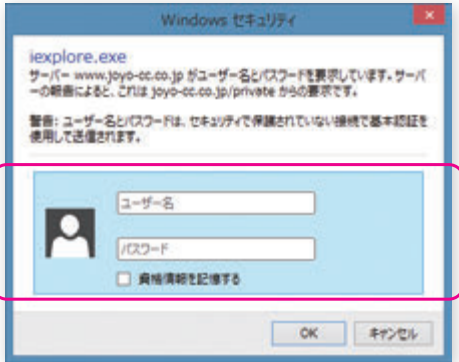 Windows セキュリティ
iexplore.exe
サーバー www.joyo-cc.co.jp がユーザー名とパスワードを要求しています。サーバ
ーの報告によると、これは joyo-cc.co.jp/private からの要求です。
警告: ユーザー名とパスワードは、セキュリティで保護されていない接続で基本認証を
使用して送信されます。
ユーザー名
パスワード
資格情報を記憶する
OK キャンセル